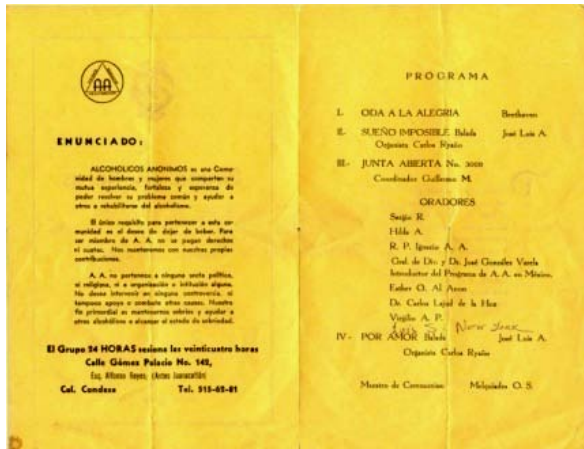 AA
ENUNCIADO:
ALCOHOLICOS ANONIMOS es una Comu-
nidad de hombres y mujeres que comparten su
mutua experiencia, fortaleza y esperanza de
poder resolver su problema común y ayudar a
otros a rehabilitarse del alcoholismo.
El único requisito para pertenecer a esta co-
munidad es el deseo de dejar de beber. Para
ser miembro de A. A. no se pagan derechos
ni cuotas. Nos mantenemos con nuestras propias
contribuciones.
A. A. no pertenece a ninguna secta política,
ni religiosa, ni a organización o institución alguna.
No desea intervenir en ninguna controversia, ni
tampoco apoya o combate otras causas. Nuestro
fin primordial es mantenernos sobrios y ayudar a
otros alcohólicos a alcanzar el estado de sobriedad.
El Grupo 24 HORAS sesiona las veinticuatro horas
Calle Gómez Palacio No. 142,
Esq. Alfonso Reyes, (Antes Juanacatlán)
Col. Condesa Tel. 515-62-81
PROGRAMA
I. ODA A LA ALEGRIA Beethoven
II.- SUEÑO IMPOSIBLE Balada José Luis A.
Organista Carlos Ryaño
III.- JUNTA ABIERTA No. 3000
Coordinador Guillermo M.
ORADORES
Sergio R.
Hilda A.
R. P. Ignacio A. A.
Gral. de Div. y Dr. José González Varela
Introductor del Programa de A. A. en México.
Esther O. Al Anon
Dr. Carlos Lajud de la Hoz
Virgilio A. P.
Luis S. New York
IV- POR AMOR Balada José Luis A.
Organista Carlos Ryaño
Maestro de Ceremonias: Melquiades O. S.